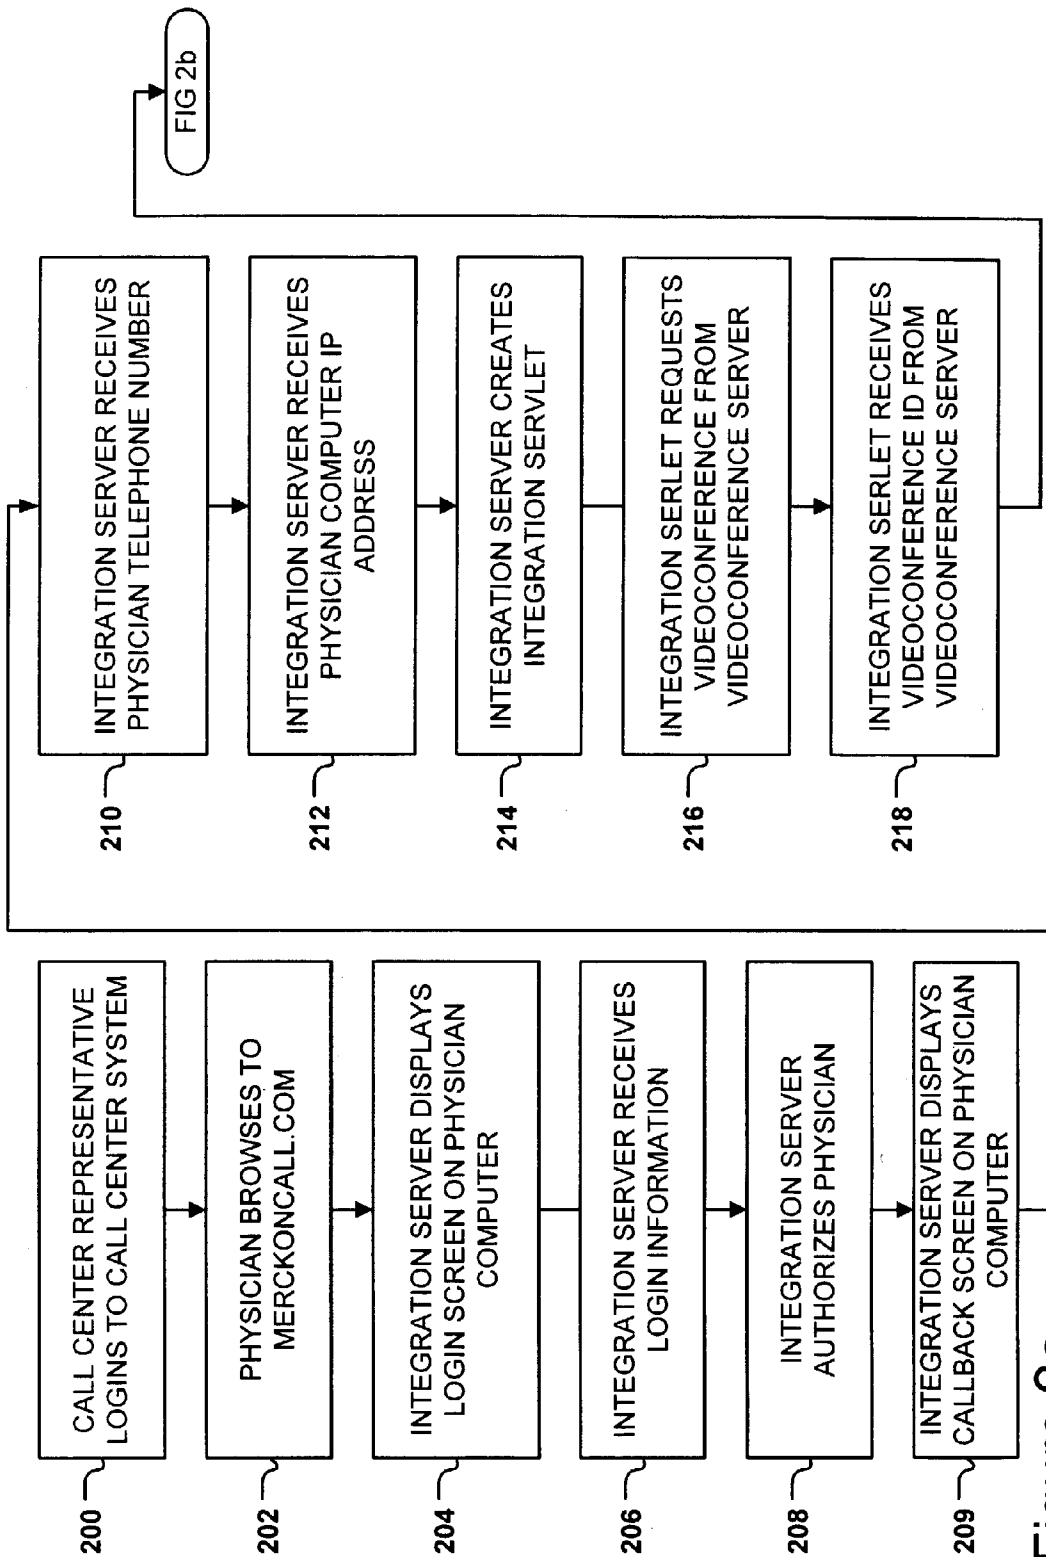 200
CALL CENTER REPRESENTATIVE
LOGINS TO CALL CENTER SYSTEM
202
PHYSICIAN BROWSES TO
MERCKONCALL.COM
204
INTEGRATION SERVER DISPLAYS
LOGIN SCREEN ON PHYSICIAN
COMPUTER
206
INTEGRATION SERVER RECEIVES
LOGIN INFORMATION
208
INTEGRATION SERVER
AUTHORIZES PHYSICIAN
209
INTEGRATION SERVER DISPLAYS
CALLBACK SCREEN ON PHYSICIAN
COMPUTER
210
INTEGRATION SERVER RECEIVES
PHYSICIAN TELEPHONE NUMBER
212
INTEGRATION SERVER RECEIVES
PHYSICIAN COMPUTER IP
ADDRESS
214
INTEGRATION SERVER CREATES
INTEGRATION SERVLET
216
INTEGRATION SERLET REQUESTS
VIDEOCONFERENCE FROM
VIDEOCONFERENCE SERVER
218
INTEGRATION SERLET RECEIVES
VIDEOCONFERENCE ID FROM
VIDEOCONFERENCE SERVER
FIG 2b